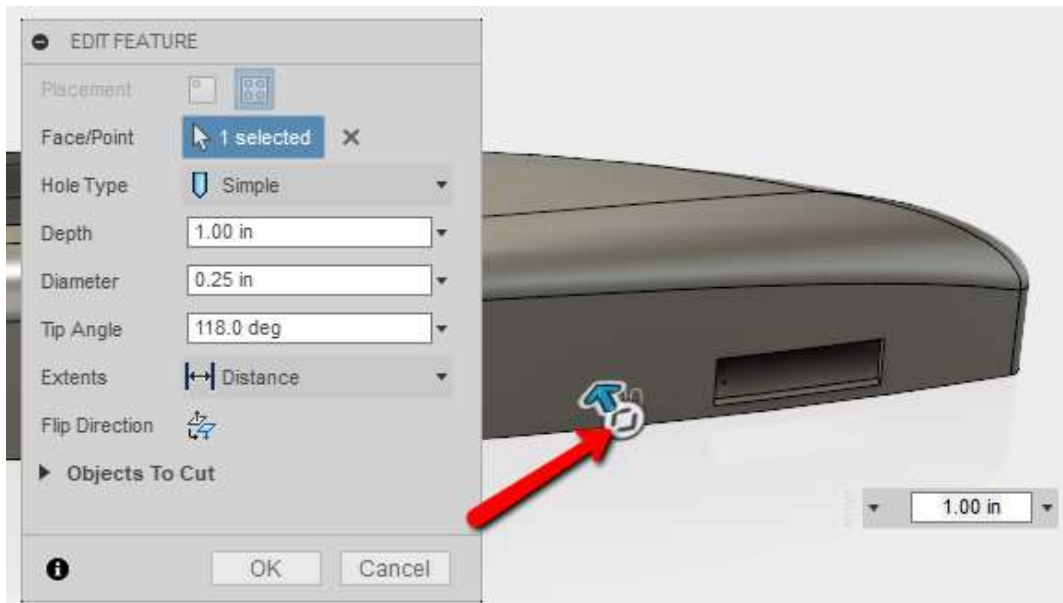 EDIT FEATURE
Placement
Face/Point 1 selected
Hole Type Simple
Depth 1.00 in
Diameter 0.25 in
Tip Angle 118.0 deg
Extents Distance
Flip Direction
Objects To Cut
1.00 in
OK Cancel